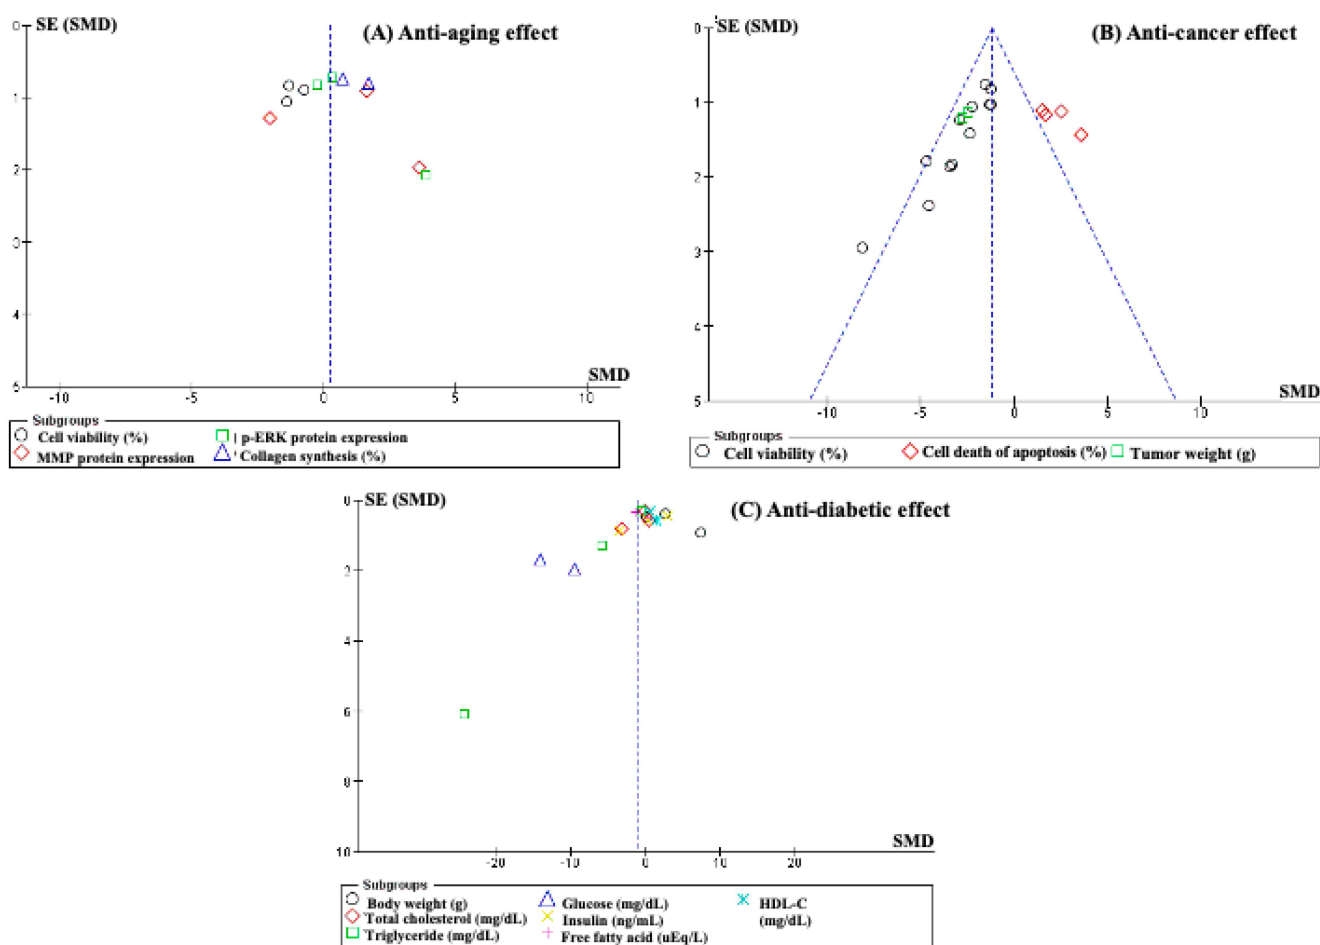 SE (SMD)
(A) Anti-aging effect
0
1
2
3
4
5
-10
-5
0
5
10
SMD
Subgroups
Cell viability (%)
p-ERK protein expression
MMP protein expression
Collagen synthesis (%)
SE (SMD)
(B) Anti-cancer effect
0
1
2
3
4
5
-10
-5
0
5
10
SMD
Subgroups
Cell viability (%)
Cell death of apoptosis (%)
Tumor weight (g)
SE (SMD)
(C) Anti-diabetic effect
0
2
4
6
8
10
-20
-10
0
10
20
SMD
Subgroups
Body weight (g)
Glucose (mg/dL)
HDL-C
Total cholesterol (mg/dL)
Insulin (ng/mL)
(mg/dL)
Triglyceride (mg/dL)
Free fatty acid (uEq/L)